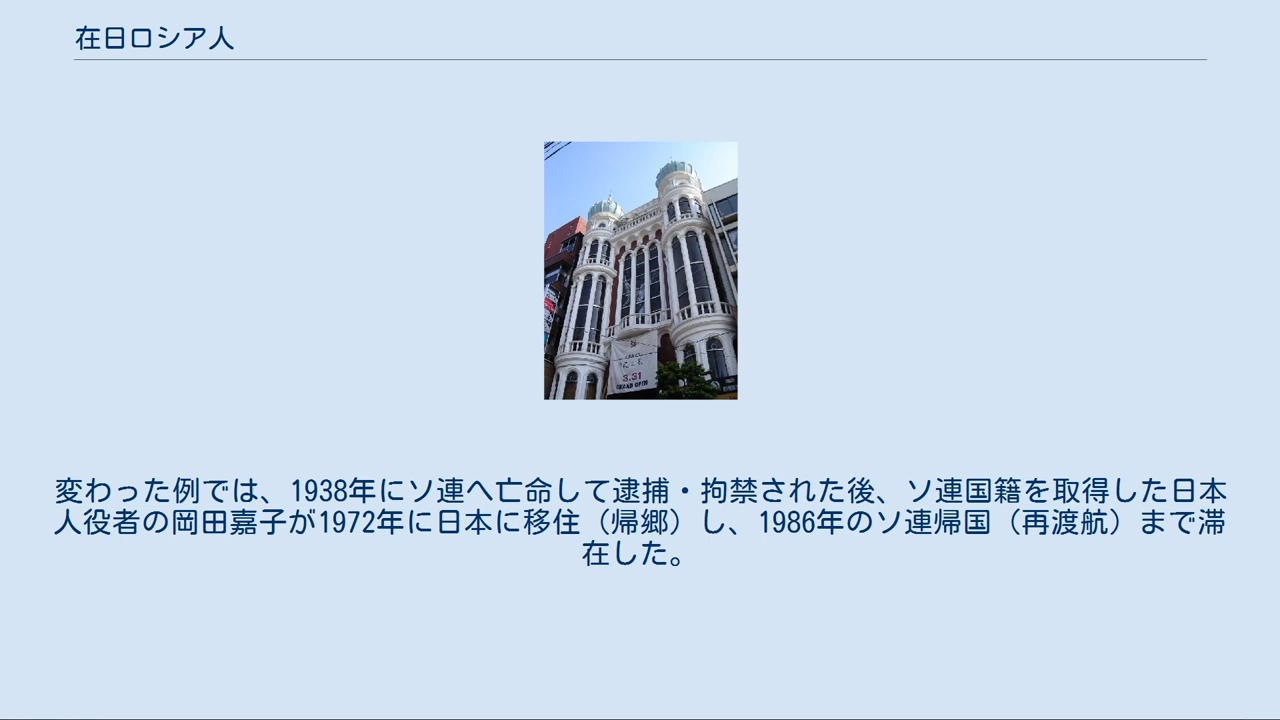 在日ロシア人
3.31
GRAND OPEN
変わった例では、1938年にソ連へ亡命して逮捕・拘禁された後、ソ連国籍を取得した日本
人役者の岡田嘉子が1972年に日本に移住（帰郷）し、1986年のソ連帰国（再渡航）まで滞
在した。